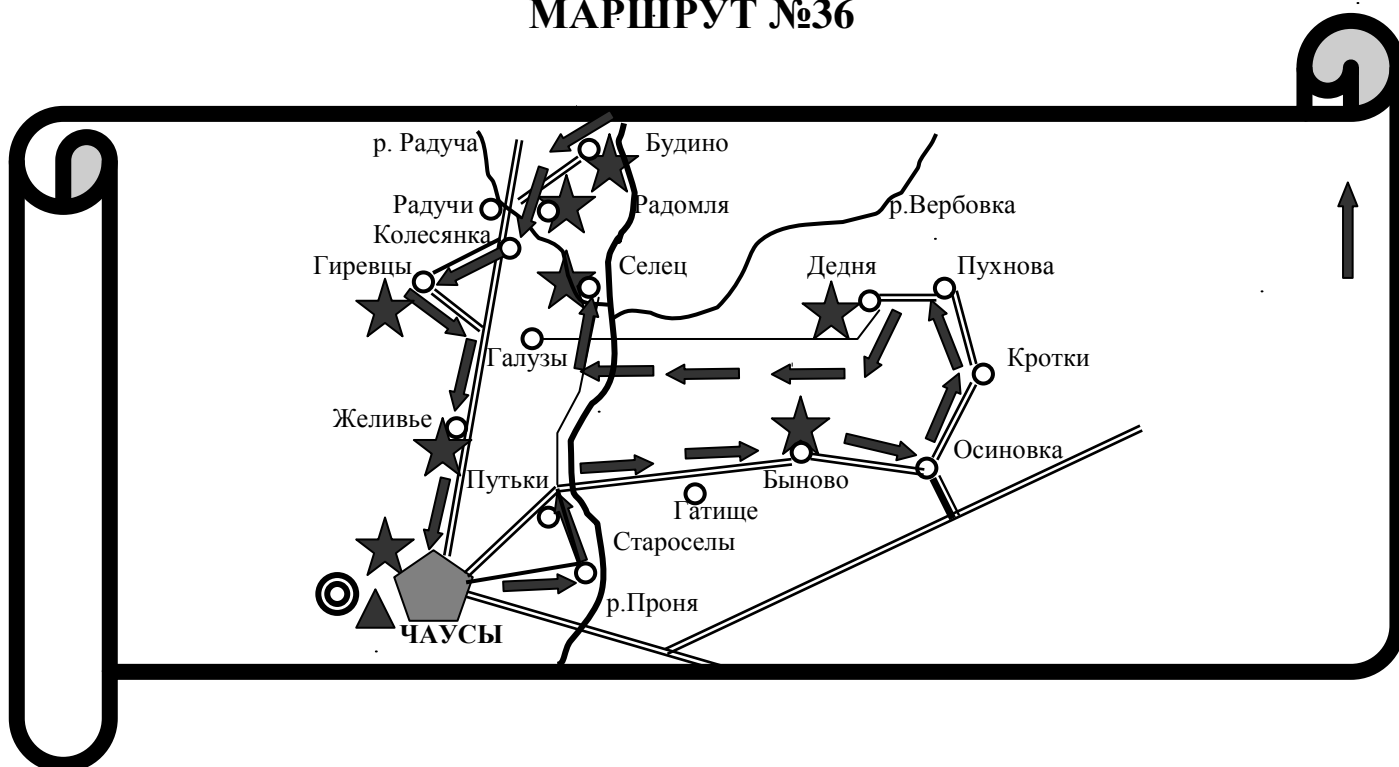 МАРШРУТ №36
р. Радуча
Будино
Радучи
Радомля
р.Вербовка
Колесянка
Гиревцы
Селец
Дедня
Пухнова
Галузы
Кротки
Желивье
Осиновка
Путьки
Быново
Гатище
Староселы
р.Проня
ЧАУСЫ